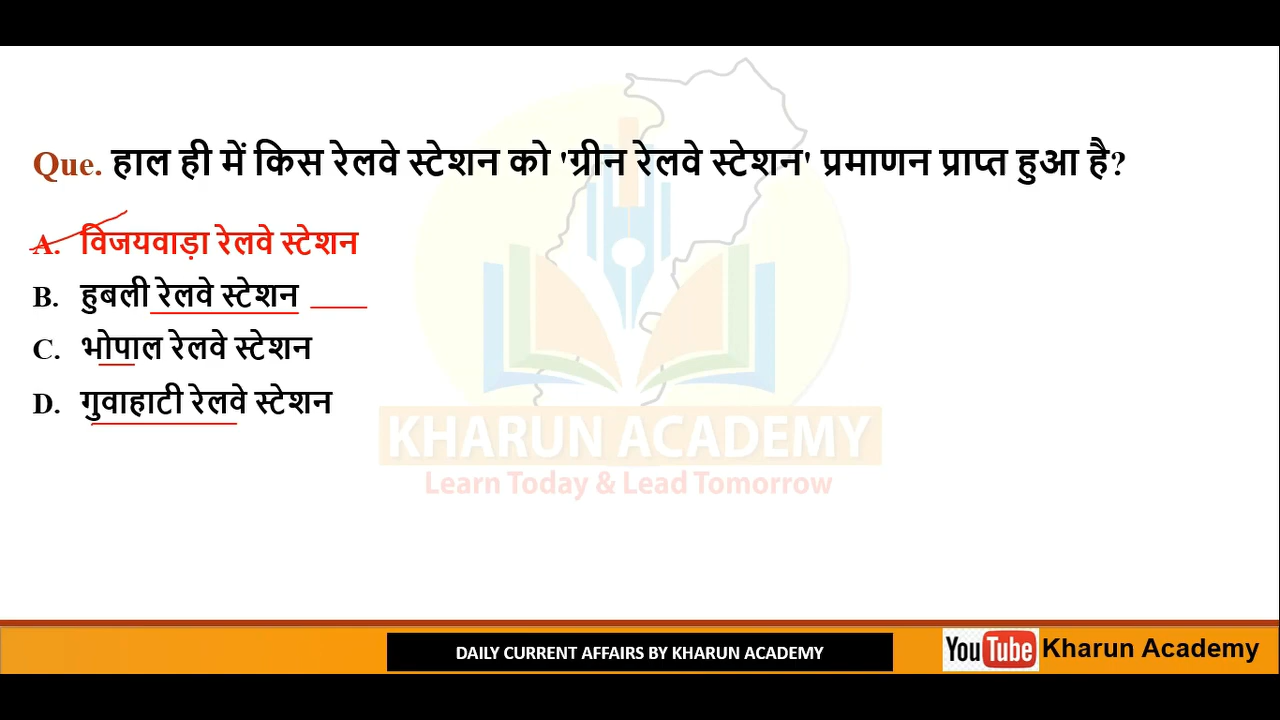 Que. हाल ही में किस रेलवे स्टेशन को 'ग्रीन रेलवे स्टेशन' प्रमाणन प्राप्त हुआ है?
A. विजयवाड़ा रेलवे स्टेशन
B. हुबली रेलवे स्टेशन
C. भोपाल रेलवे स्टेशन
D. गुवाहाटी रेलवे स्टेशन
KHARUN ACADEMY
Learn Today & Lead Tomorrow
DAILY CURRENT AFFAIRS BY KHARUN ACADEMY
YouTube Kharun Academy